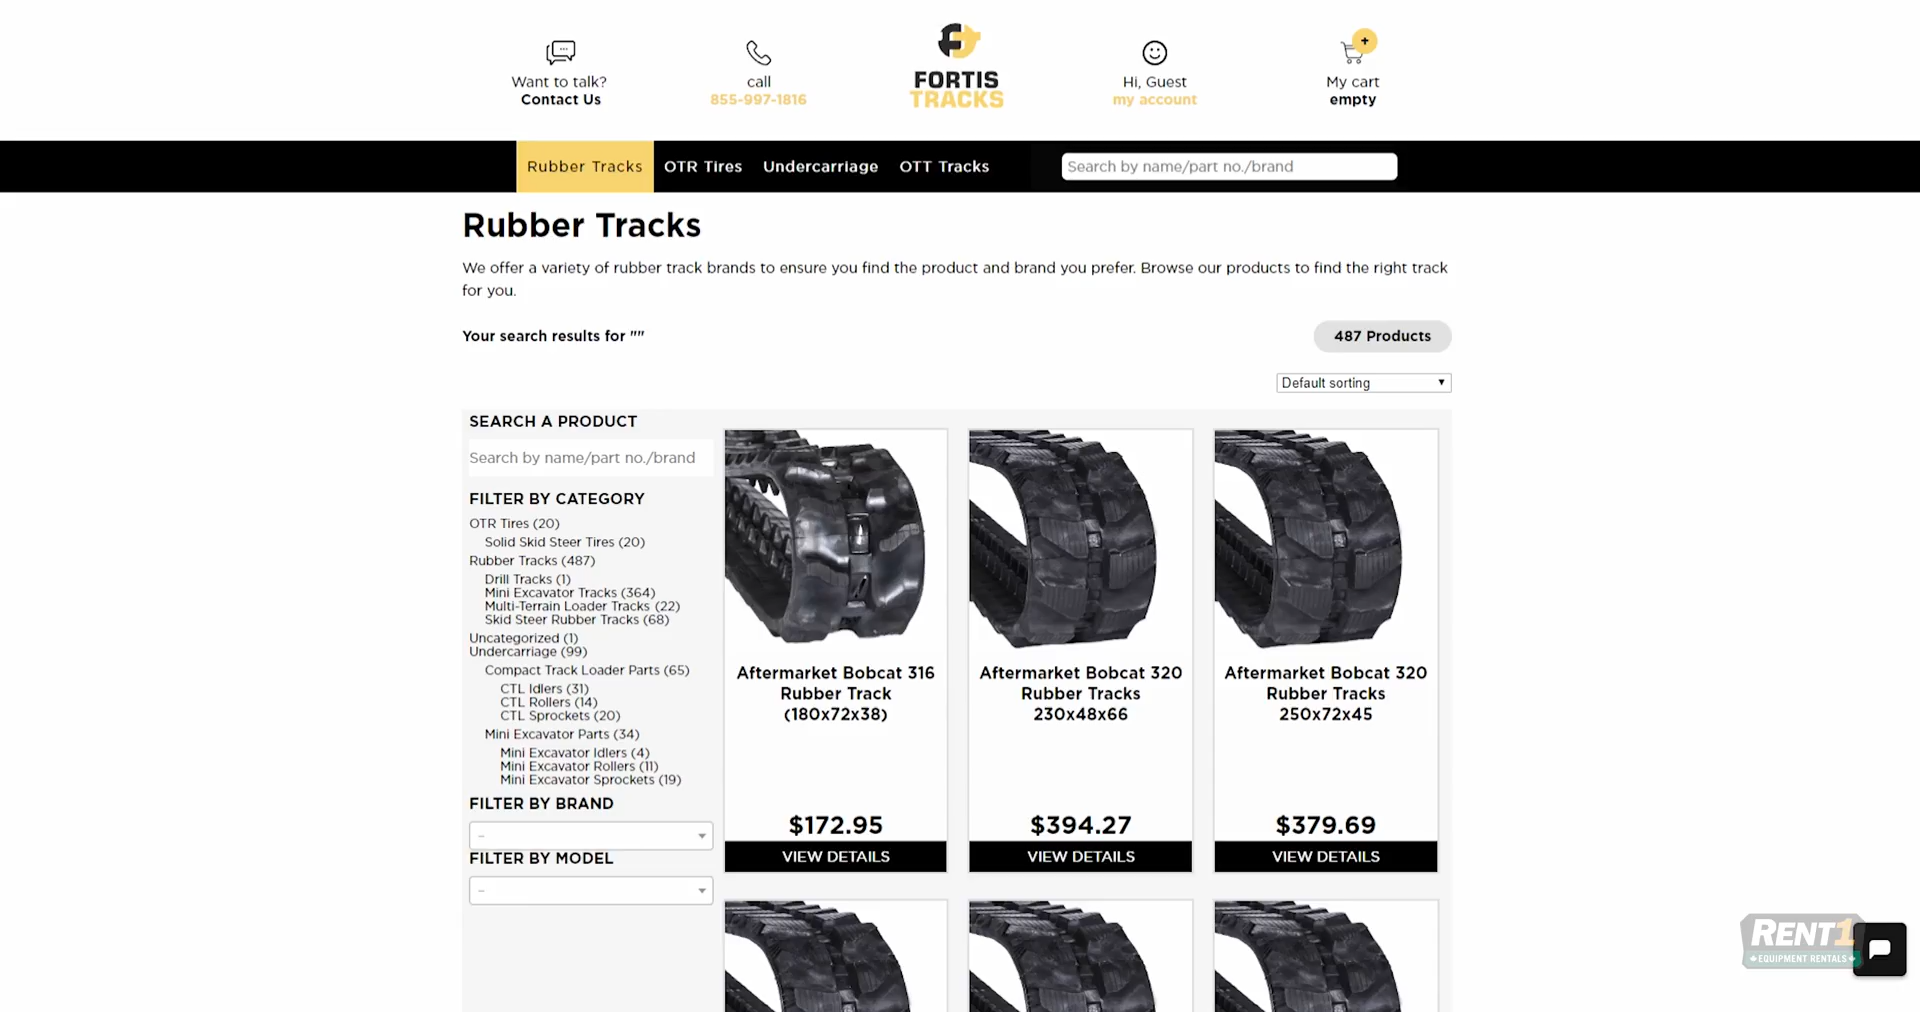 Want to talk?
Contact Us
call
855-997-1816
FORTIS
TRACKS
Hi, Guest
my account
+
My cart
empty
Rubber Tracks
OTR Tires
Undercarriage
OTT Tracks
Search by name/part no./brand
Rubber Tracks
We offer a variety of rubber track brands to ensure you find the product and brand you prefer. Browse our products to find the right track
for you.
Your search results for ""
487 Products
Default sorting
SEARCH A PRODUCT
Search by name/part no./brand
FILTER BY CATEGORY
OTR Tires (20)
Solid Skid Steer Tires (20)
Rubber Tracks (487)
Drill Tracks (1)
Mini Excavator Tracks (364)
Multi-Terrain Loader Tracks (22)
Skid Steer Rubber Tracks (68)
Uncategorized (1)
Undercarriage (99)
Compact Track Loader Parts (65)
CTL Idlers (31)
CTL Rollers (14)
CTL Sprockets (20)
Mini Excavator Parts (34)
Mini Excavator Idlers (4)
Mini Excavator Rollers (11)
Mini Excavator Sprockets (19)
FILTER BY BRAND
–
FILTER BY MODEL
–
Aftermarket Bobcat 316
Rubber Track
(180x72x38)
$172.95
VIEW DETAILS
Aftermarket Bobcat 320
Rubber Tracks
230x48x66
$394.27
VIEW DETAILS
Aftermarket Bobcat 320
Rubber Tracks
250x72x45
$379.69
VIEW DETAILS
RENT1
EQUIPMENT RENTALS